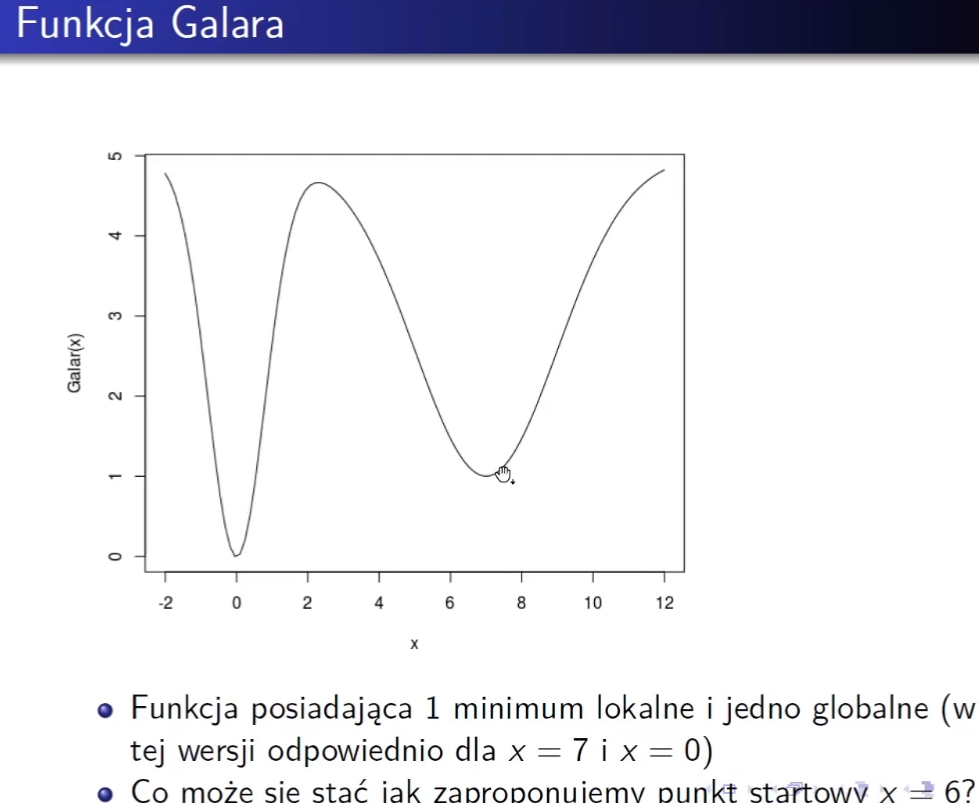 Funkcja Galara
5
4
3
2
1
0
Galar(x)
-2 0 2 4 6 8 10 12
x
Funkcja posiadająca 1 minimum lokalne i jedno globalne (w
tej wersji odpowiednio dla x = 7 i x = 0)
Co może się stać jak zaproponujemy punkt startowy x = 6?